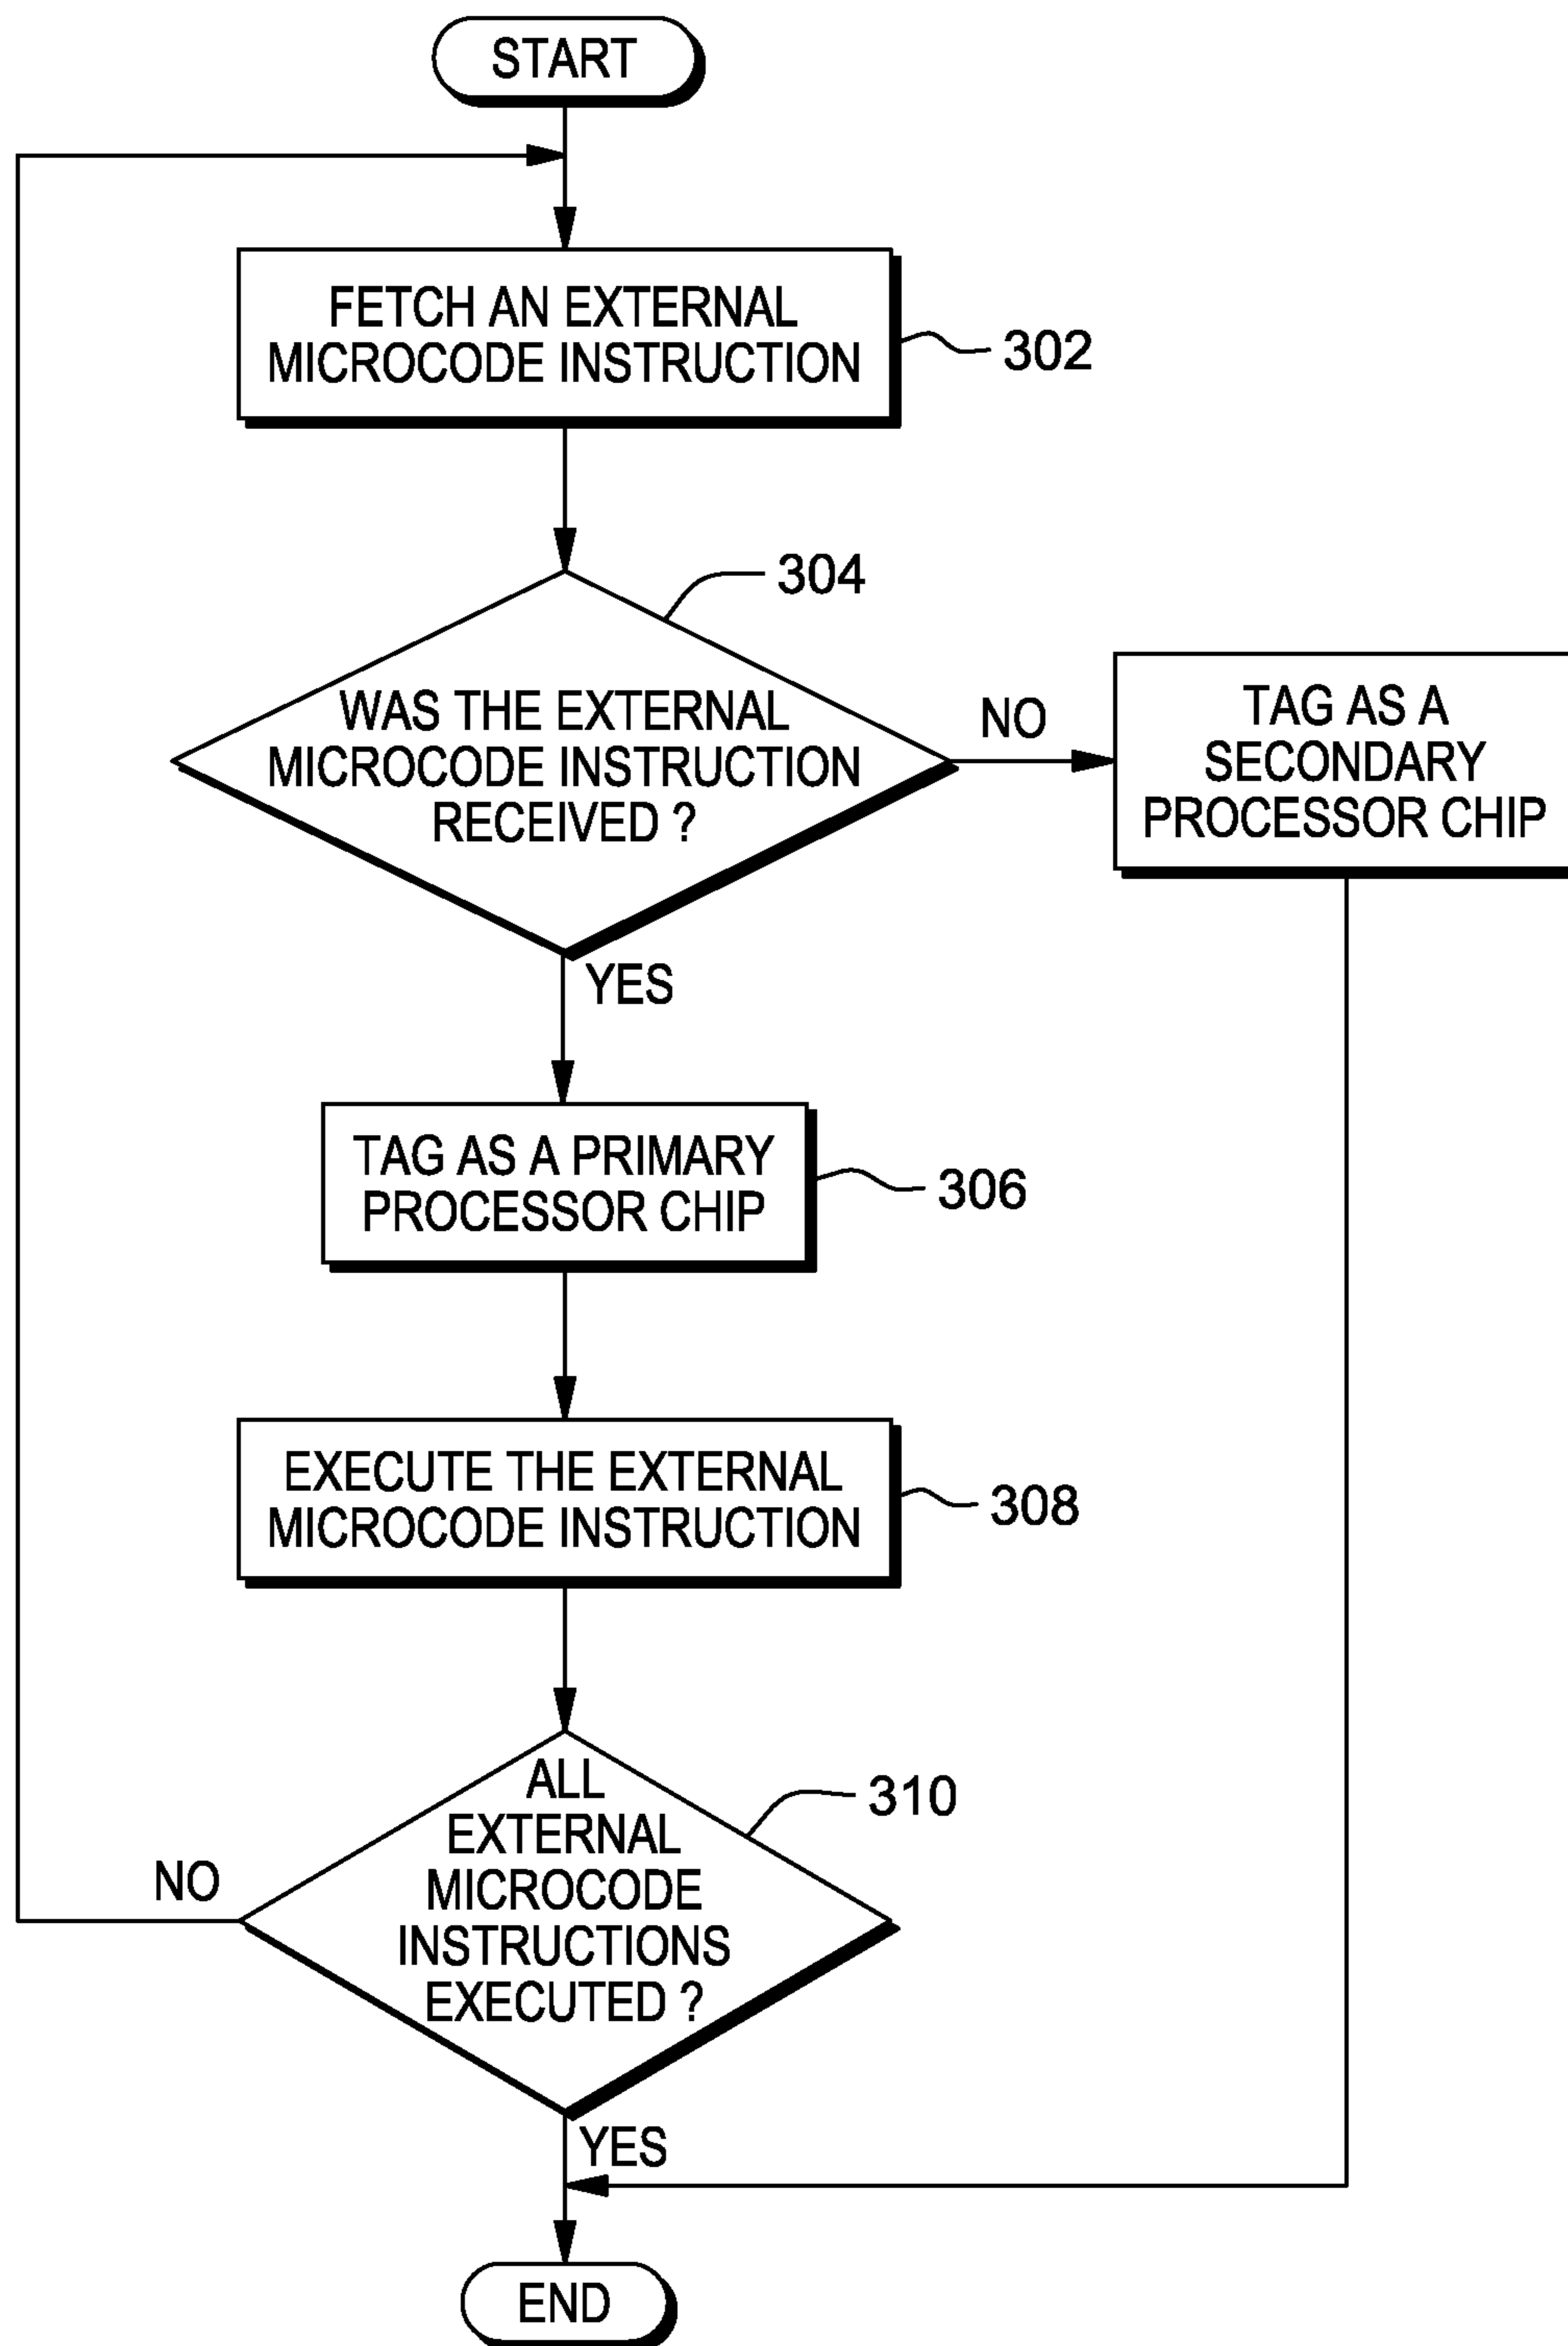 START
FETCH AN EXTERNAL
MICROCODE INSTRUCTION
302
304
WAS THE EXTERNAL
MICROCODE INSTRUCTION
RECEIVED ?
NO
TAG AS A
SECONDARY
PROCESSOR CHIP
YES
TAG AS A PRIMARY
PROCESSOR CHIP
306
EXECUTE THE EXTERNAL
MICROCODE INSTRUCTION
308
ALL
EXTERNAL
MICROCODE
INSTRUCTIONS
EXECUTED ?
310
NO
YES
END